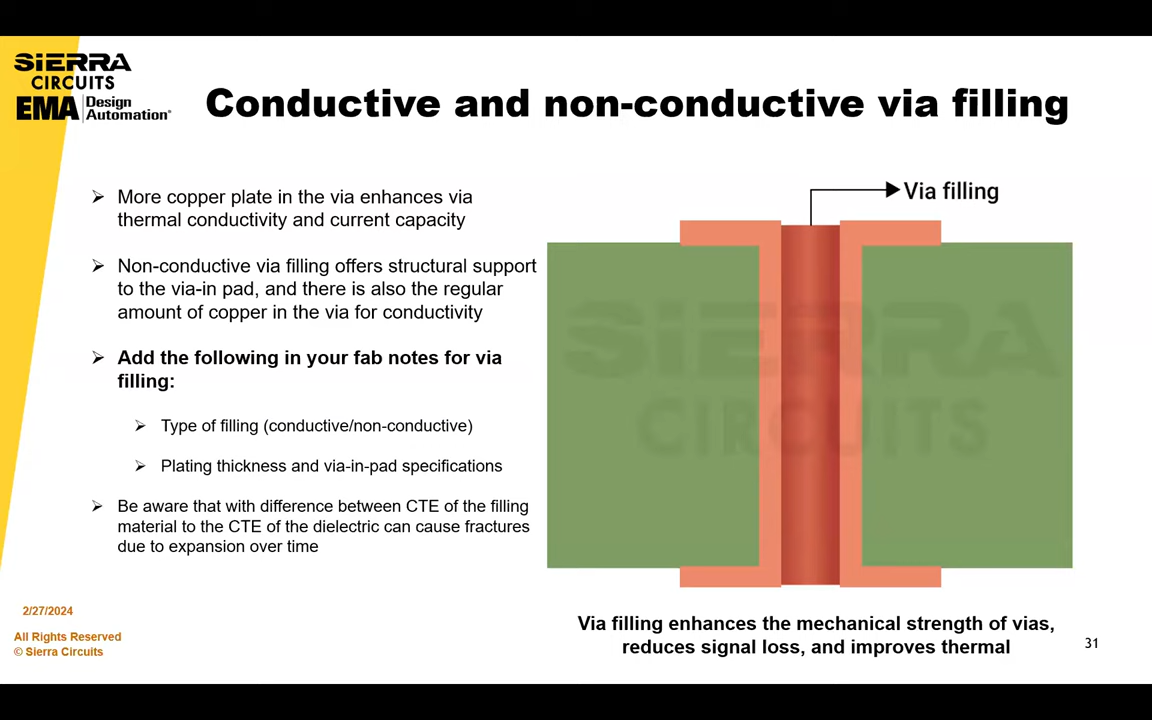 SIERRA
CIRCUITS
EMA Design
Automation®
Conductive and non-conductive via filling
➢ More copper plate in the via enhances via
thermal conductivity and current capacity
➢ Non-conductive via filling offers structural support
to the via-in pad, and there is also the regular
amount of copper in the via for conductivity
➢ Add the following in your fab notes for via
filling:
➢ Type of filling (conductive/non-conductive)
➢ Plating thickness and via-in-pad specifications
➢ Be aware that with difference between CTE of the filling
material to the CTE of the dielectric can cause fractures
due to expansion over time
Via filling
SIERRA
CIRCUITS
Via filling enhances the mechanical strength of vias,
reduces signal loss, and improves thermal
2/27/2024
All Rights Reserved
© Sierra Circuits
31